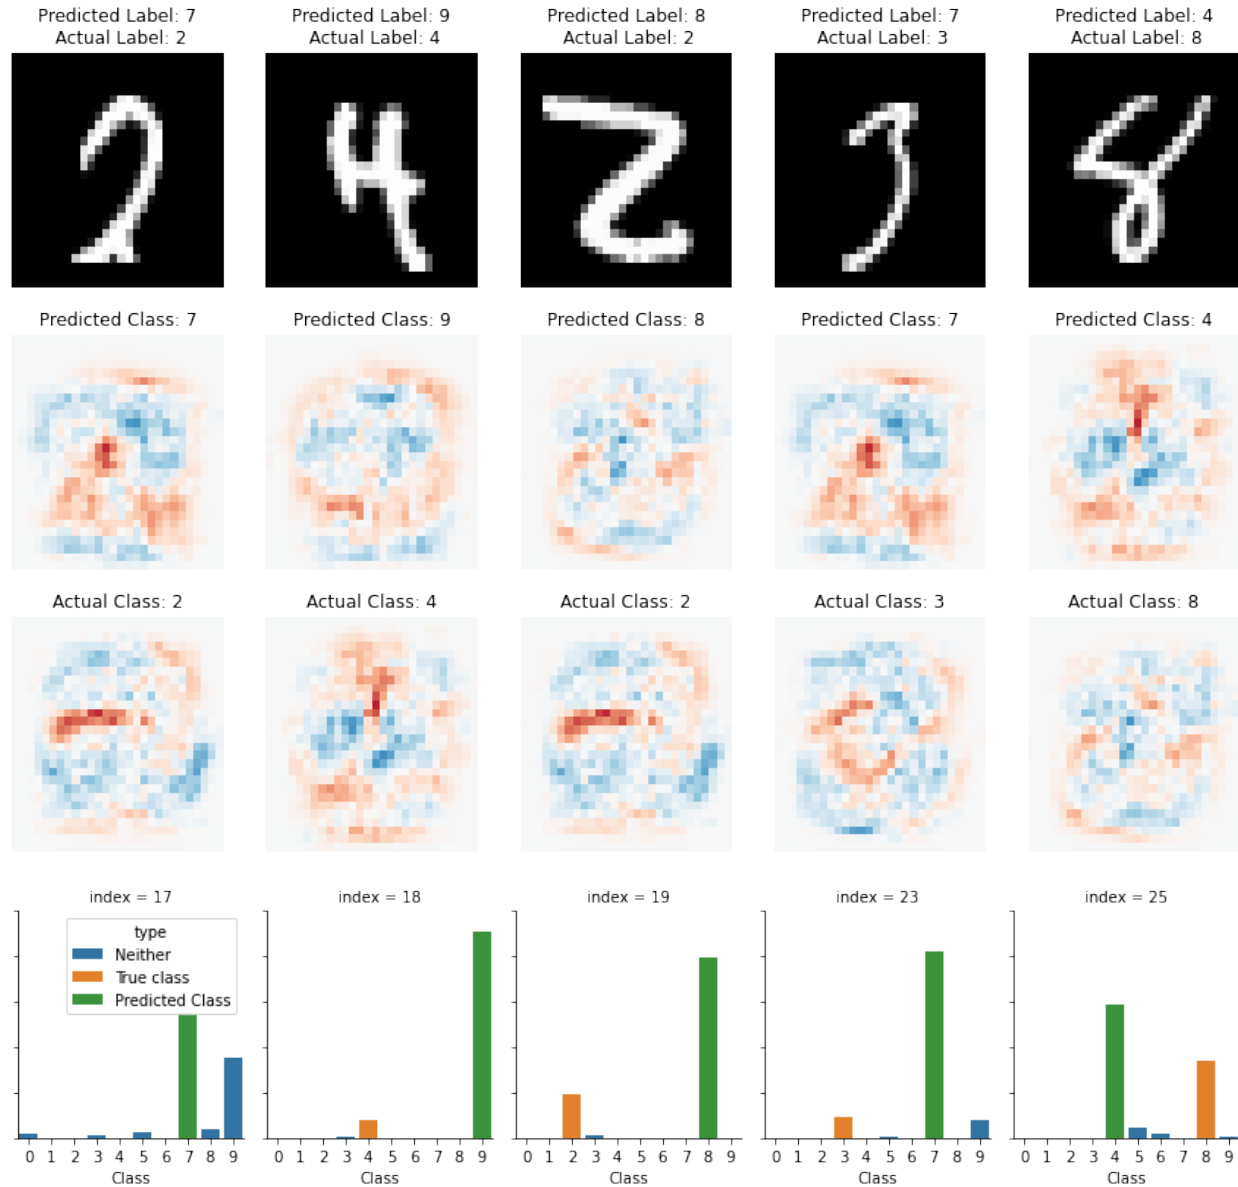 Predicted Label: 7
Actual Label: 2
Predicted Label: 9
Actual Label: 4
Predicted Label: 8
Actual Label: 2
Predicted Label: 7
Actual Label: 3
Predicted Label: 4
Actual Label: 8
2
4
2
3
8
Predicted Class: 7
Predicted Class: 9
Predicted Class: 8
Predicted Class: 7
Predicted Class: 4
Actual Class: 2
Actual Class: 4
Actual Class: 2
Actual Class: 3
Actual Class: 8
index = 17
index = 18
index = 19
index = 23
index = 25
type
Neither
True class
Predicted Class
0 1 2 3 4 5 6 7 8 9
0 1 2 3 4 5 6 7 8 9
0 1 2 3 4 5 6 7 8 9
0 1 2 3 4 5 6 7 8 9
0 1 2 3 4 5 6 7 8 9
Class
Class
Class
Class
Class